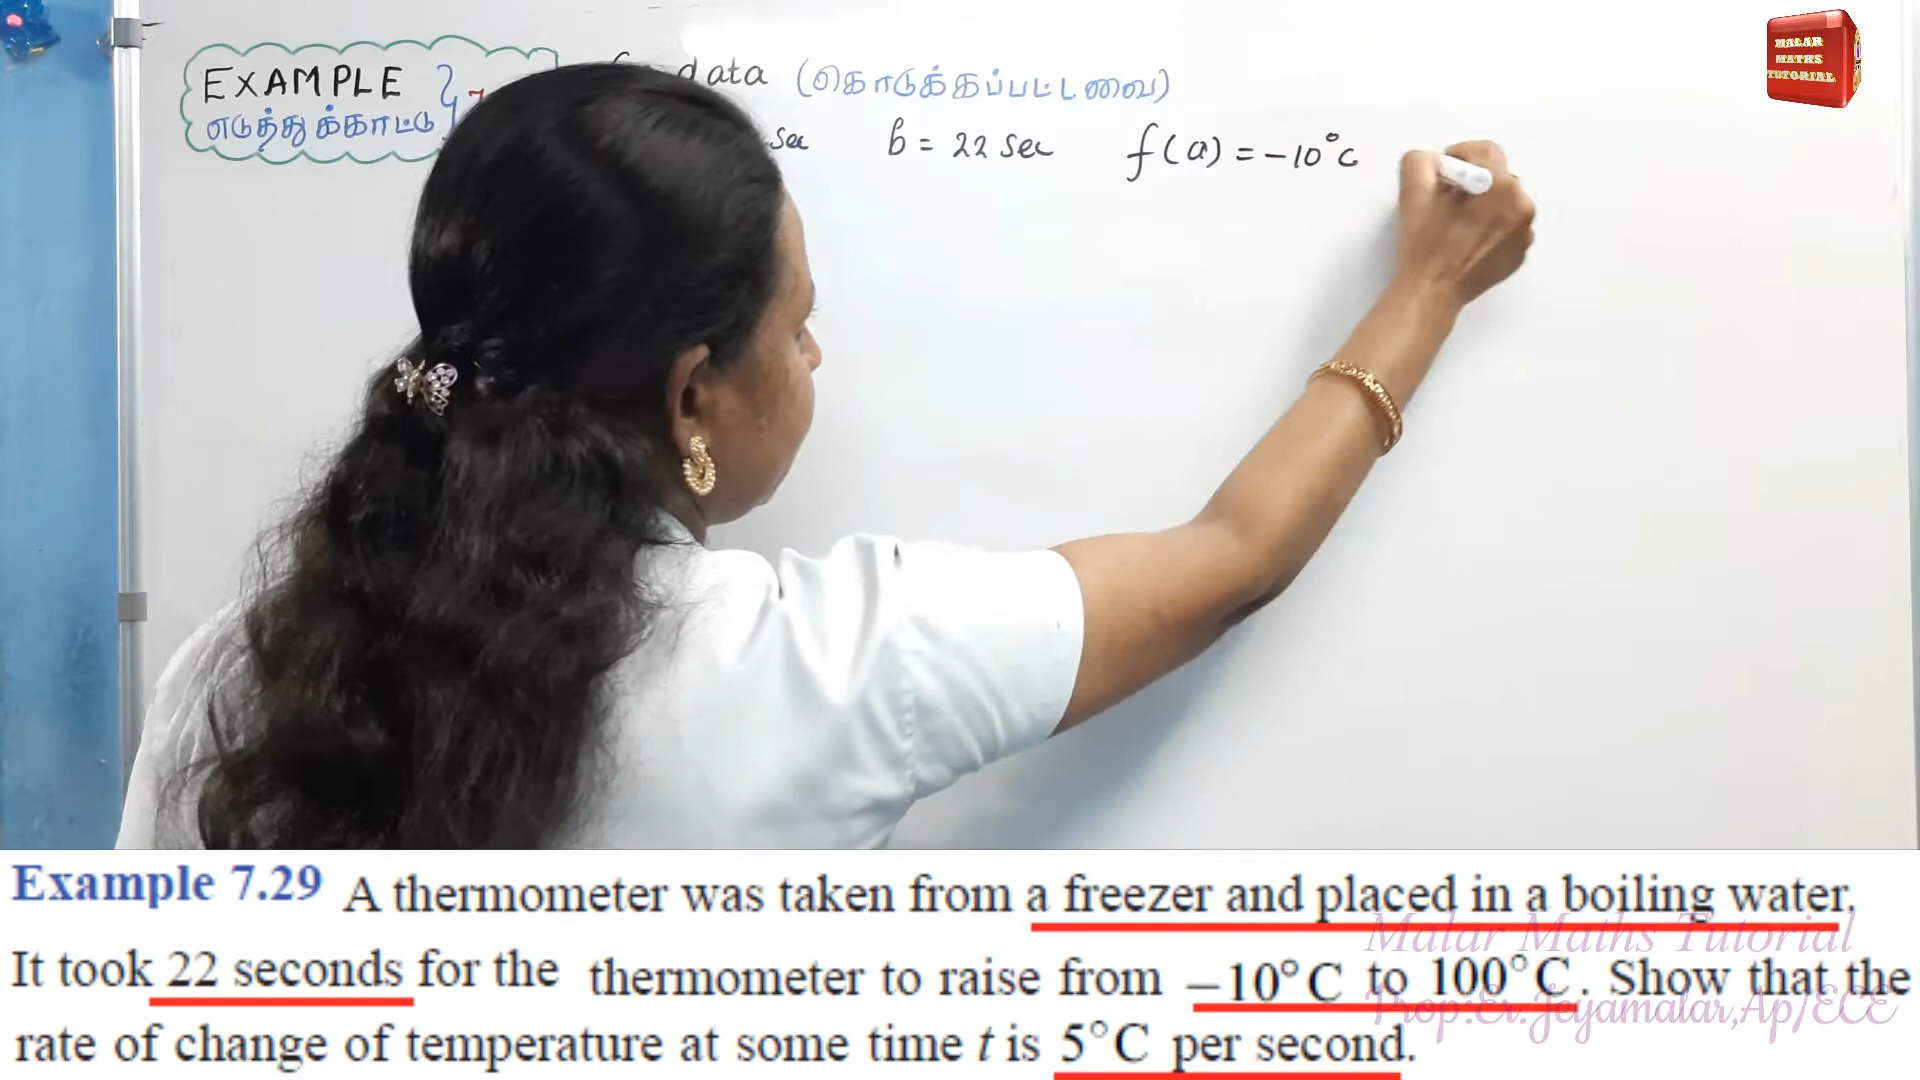 MALAR
MATHS
TUTORIAL
EXAMPLE
எடுத்துக்காட்டு
data (கொடுக்கப்பட்டவை)
sec b = 22 sec f(a) = -10°c
Example 7.29 A thermometer was taken from a freezer and placed in a boiling water.
It took 22 seconds for the thermometer to raise from −10°C to 100°C. Show that the
rate of change of temperature at some time t is 5°C per second.
Malar Maths Tutorial
Prop:Er.Jeyamalar,Ap/ECE